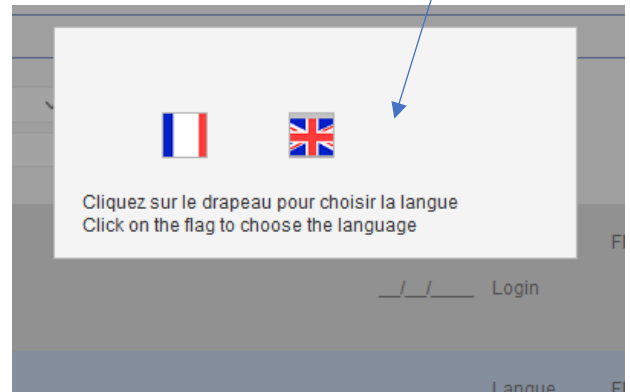 Cliquez sur le drapeau pour choisir la langue
Click on the flag to choose the language
__/__/____ Login
Langue